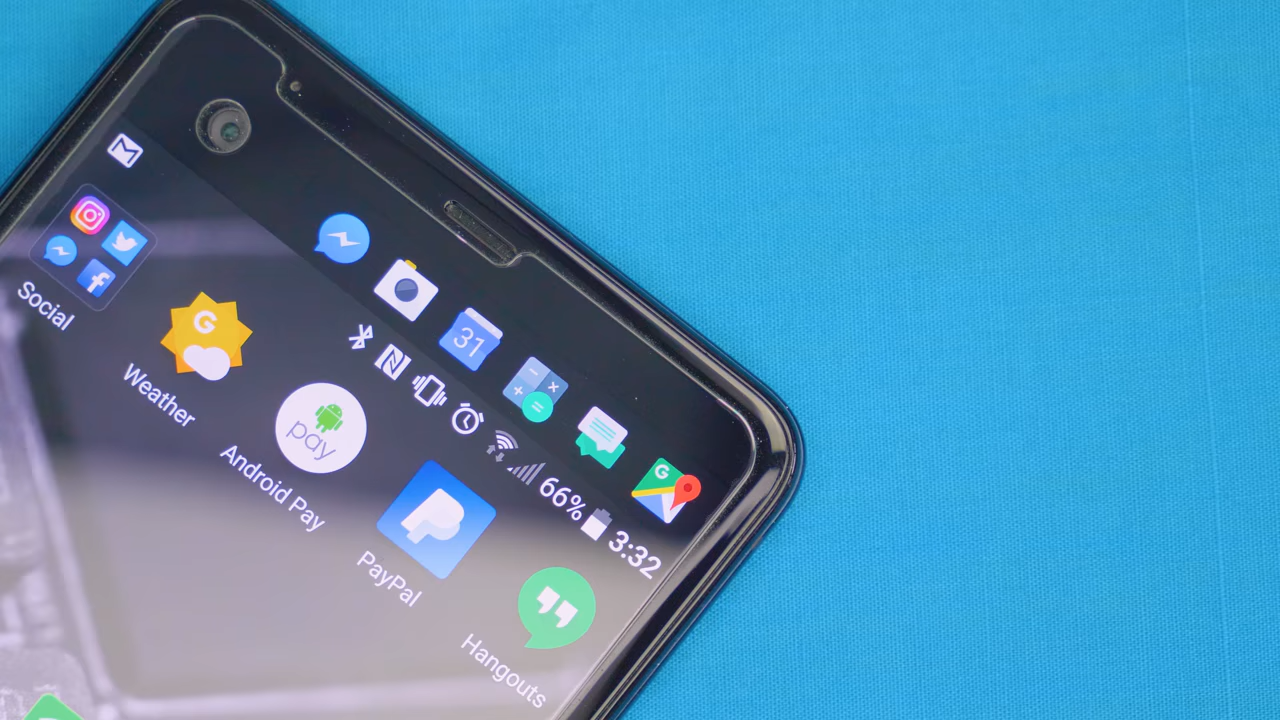 31
66% 3:32
Social
G
Weather
pay
Android Pay
PayPal
Hangouts
G